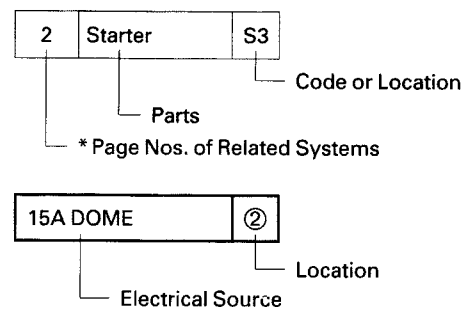 2 Starter S3
Code or Location
Parts
* Page Nos. of Related Systems
15A DOME ②
Location
Electrical Source